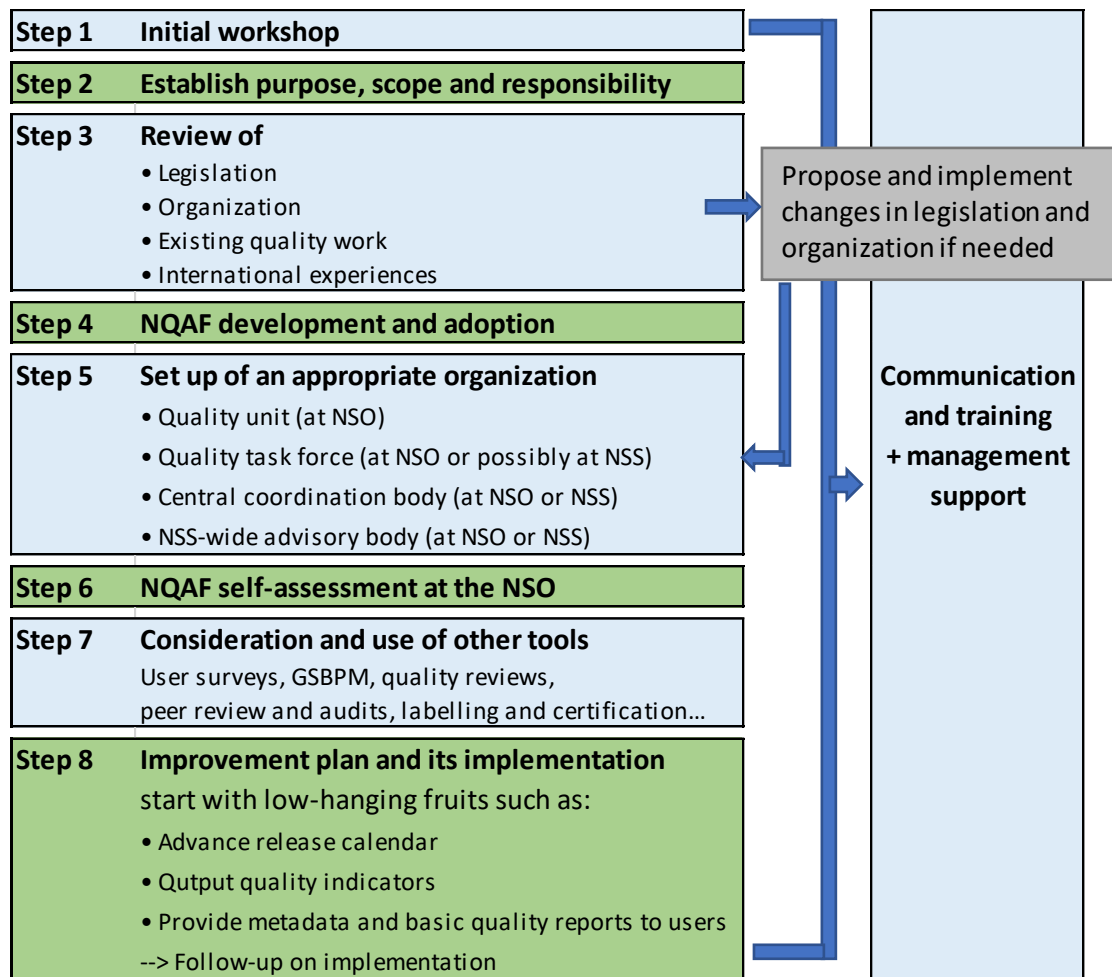 Step 1 Initial workshop
Step 2 Establish purpose, scope and responsibility
Step 3 Review of
• Legislation
• Organization
• Existing quality work
• International experiences
Propose and implement
changes in legislation and
organization if needed
Step 4 NQAF development and adoption
Step 5 Set up of an appropriate organization
• Quality unit (at NSO)
• Quality task force (at NSO or possibly at NSS)
• Central coordination body (at NSO or NSS)
• NSS-wide advisory body (at NSO or NSS)
Communication
and training
+ management
support
Step 6 NQAF self-assessment at the NSO
Step 7 Consideration and use of other tools
User surveys, GSBPM, quality reviews,
peer review and audits, labelling and certification…
Step 8 Improvement plan and its implementation
start with low-hanging fruits such as:
• Advance release calendar
• Qutput quality indicators
• Provide metadata and basic quality reports to users
--> Follow-up on implementation